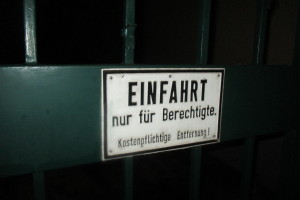 EINFAHRT
nur für Berechtigte.
Kostenpflichtige Entfernung!